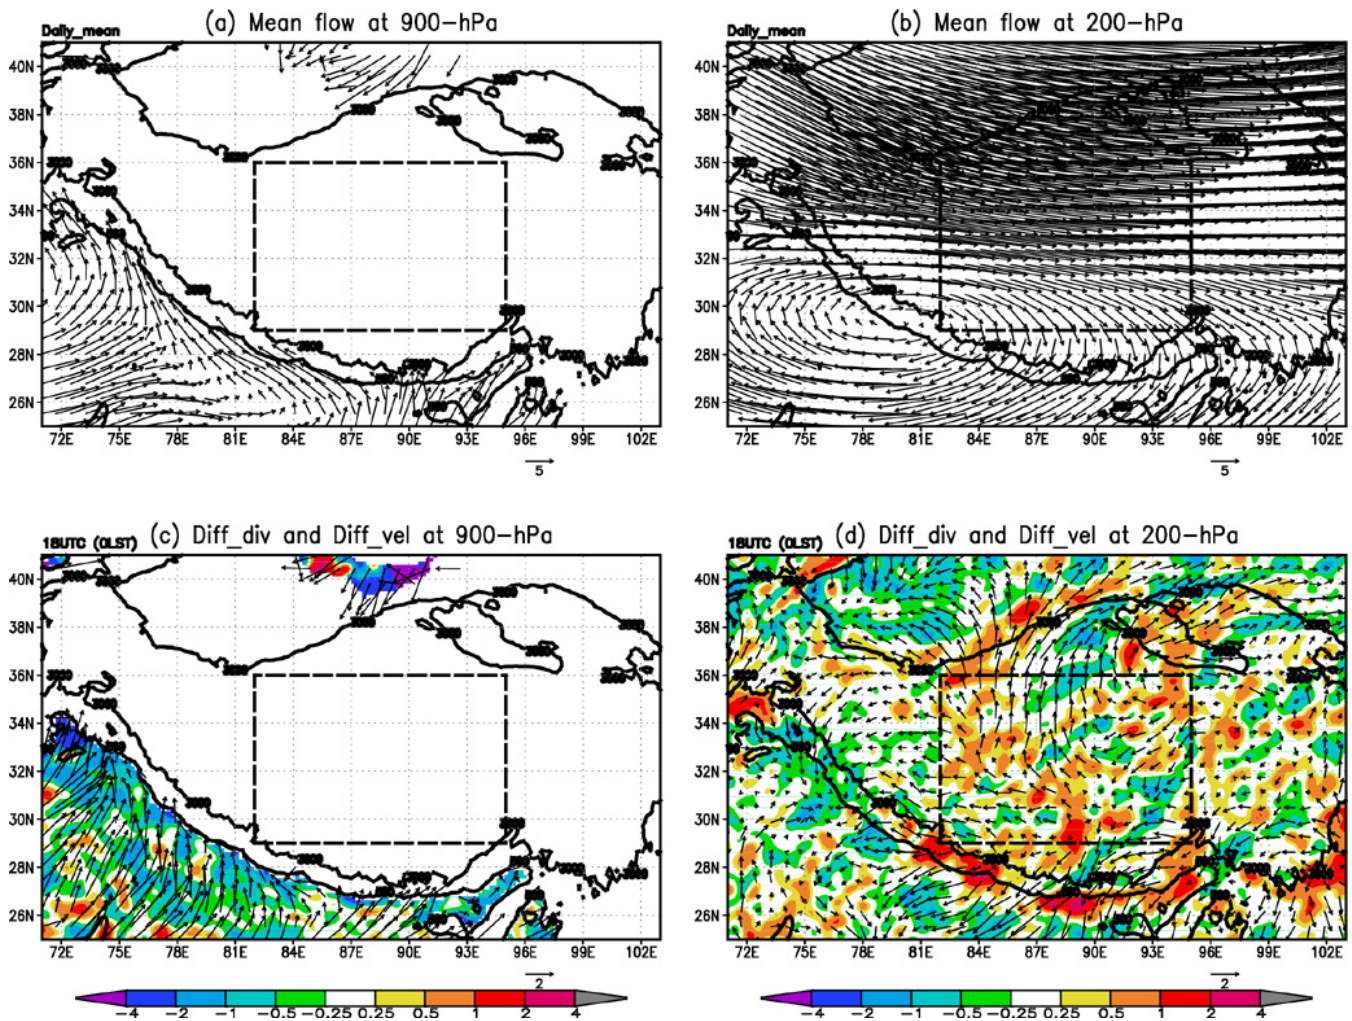 (a) Mean flow at 900-hPa
Daily_mean
40N
38N
36N
34N
32N
30N
28N
26N
72E 75E 78E 81E 84E 87E 90E 93E 96E 99E 102E
5
3000
(b) Mean flow at 200-hPa
Daily_mean
40N
38N
36N
34N
32N
30N
28N
26N
72E 75E 78E 81E 84E 87E 90E 93E 96E 99E 102E
5
3000
18UTC (0LST) (c) Diff_div and Diff_vel at 900-hPa
40N
38N
36N
34N
32N
30N
28N
26N
72E 75E 78E 81E 84E 87E 90E 93E 96E 99E 102E
2
3000
-4 -2 -1 -0.5 -0.25 0.25 0.5 1 2 4
18UTC (0LST) (d) Diff_div and Diff_vel at 200-hPa
40N
38N
36N
34N
32N
30N
28N
26N
72E 75E 78E 81E 84E 87E 90E 93E 96E 99E 102E
2
3000
-4 -2 -1 -0.5 -0.25 0.25 0.5 1 2 4